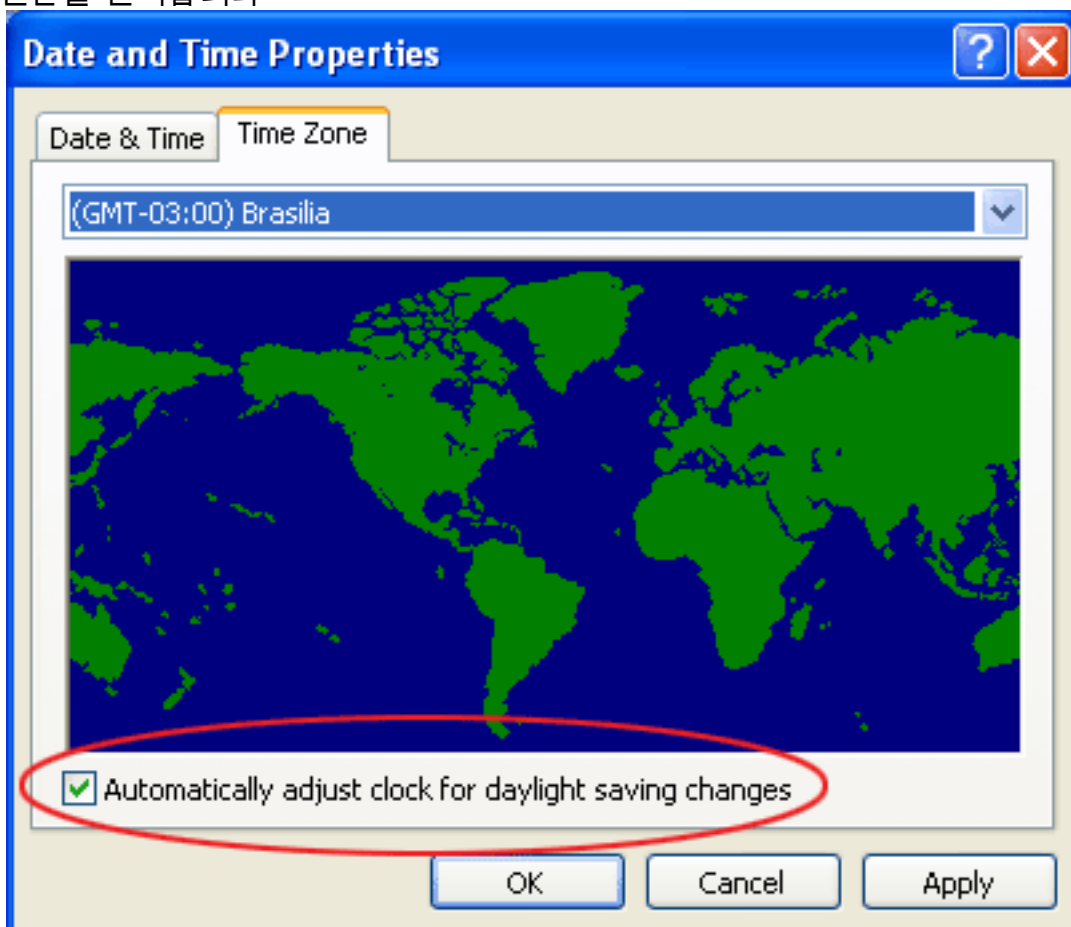 Date and Time Properties
Date & Time
Time Zone
(GMT-03:00) Brasilia
Automatically adjust clock for daylight saving changes
OK
Cancel
Apply